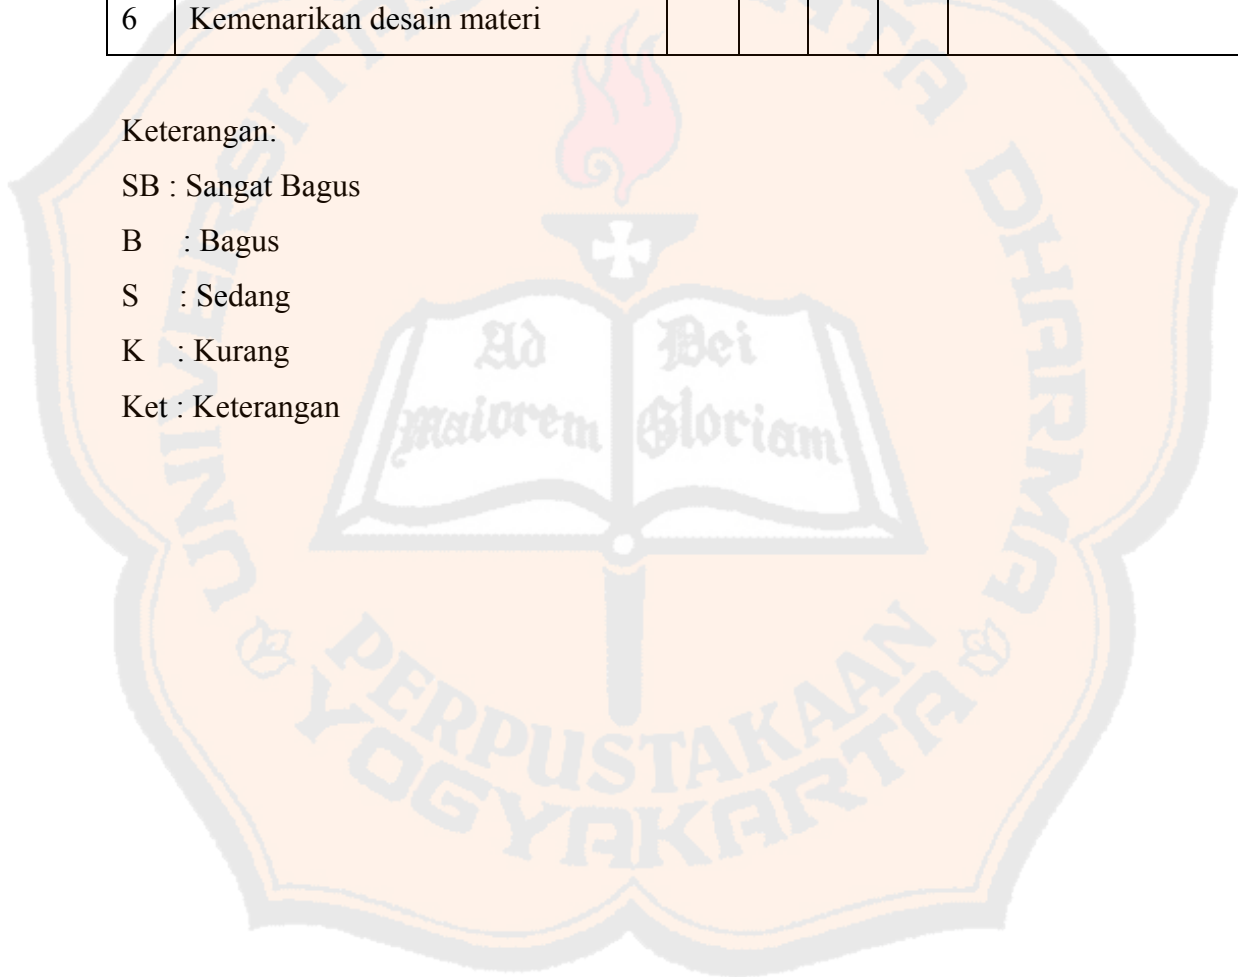 6 Kemenarikan desain materi
Keterangan:
SB : Sangat Bagus
B : Bagus
S : Sedang
K : Kurang
Ket : Keterangan
Ad Dei
maiorem Gloriam
UNIVERSITAS
DHARMA
PERPUSTAKAAN
YOGYAKARTA